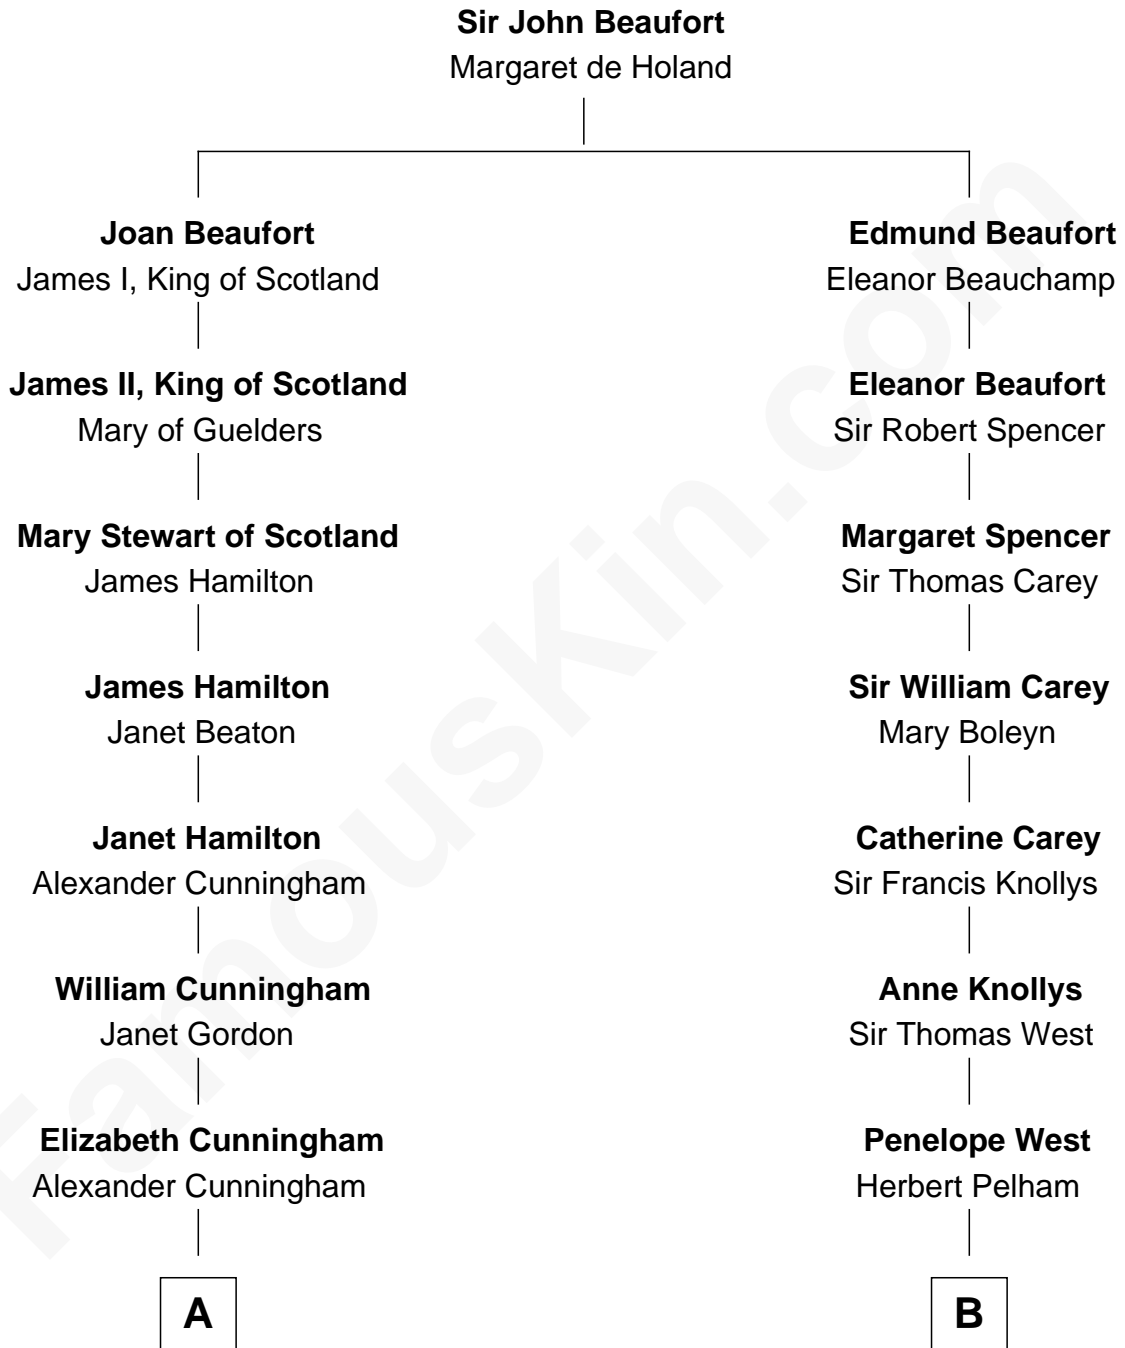 Sir John Beaufort
Margaret de Holand
Joan Beaufort
James I, King of Scotland
Edmund Beaufort
Eleanor Beauchamp
James II, King of Scotland
Mary of Guelders
Eleanor Beaufort
Sir Robert Spencer
Mary Stewart of Scotland
James Hamilton
Margaret Spencer
Sir Thomas Carey
James Hamilton
Janet Beaton
Sir William Carey
Mary Boleyn
Janet Hamilton
Alexander Cunningham
Catherine Carey
Sir Francis Knollys
William Cunningham
Janet Gordon
Anne Knollys
Sir Thomas West
Elizabeth Cunningham
Alexander Cunningham
Penelope West
Herbert Pelham
A
B
FamousKin.com